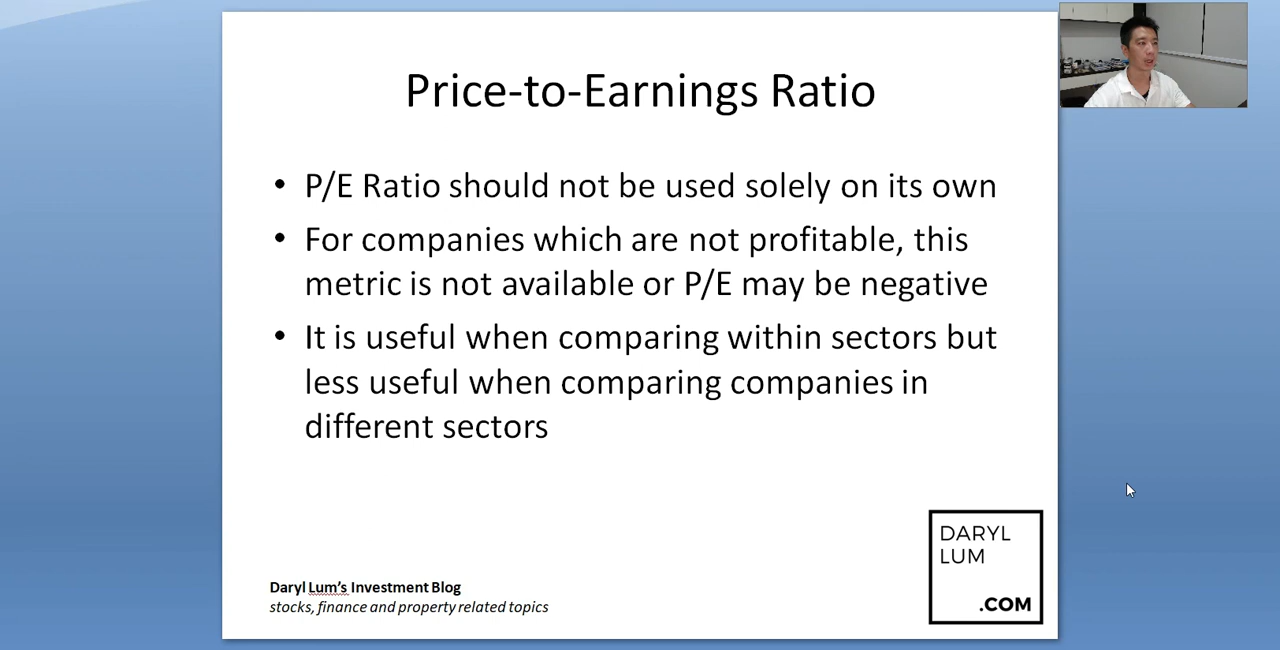 Price-to-Earnings Ratio
• P/E Ratio should not be used solely on its own
• For companies which are not profitable, this
metric is not available or P/E may be negative
• It is useful when comparing within sectors but
less useful when comparing companies in
different sectors
Daryl Lum's Investment Blog
stocks, finance and property related topics
DARYL
LUM
.COM